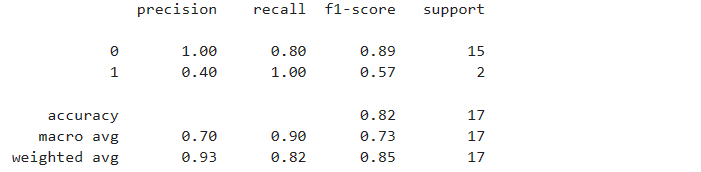 precision recall f1-score support
0 1.00 0.80 0.89 15
1 0.40 1.00 0.57 2
accuracy 0.82 17
macro avg 0.70 0.90 0.73 17
weighted avg 0.93 0.82 0.85 17